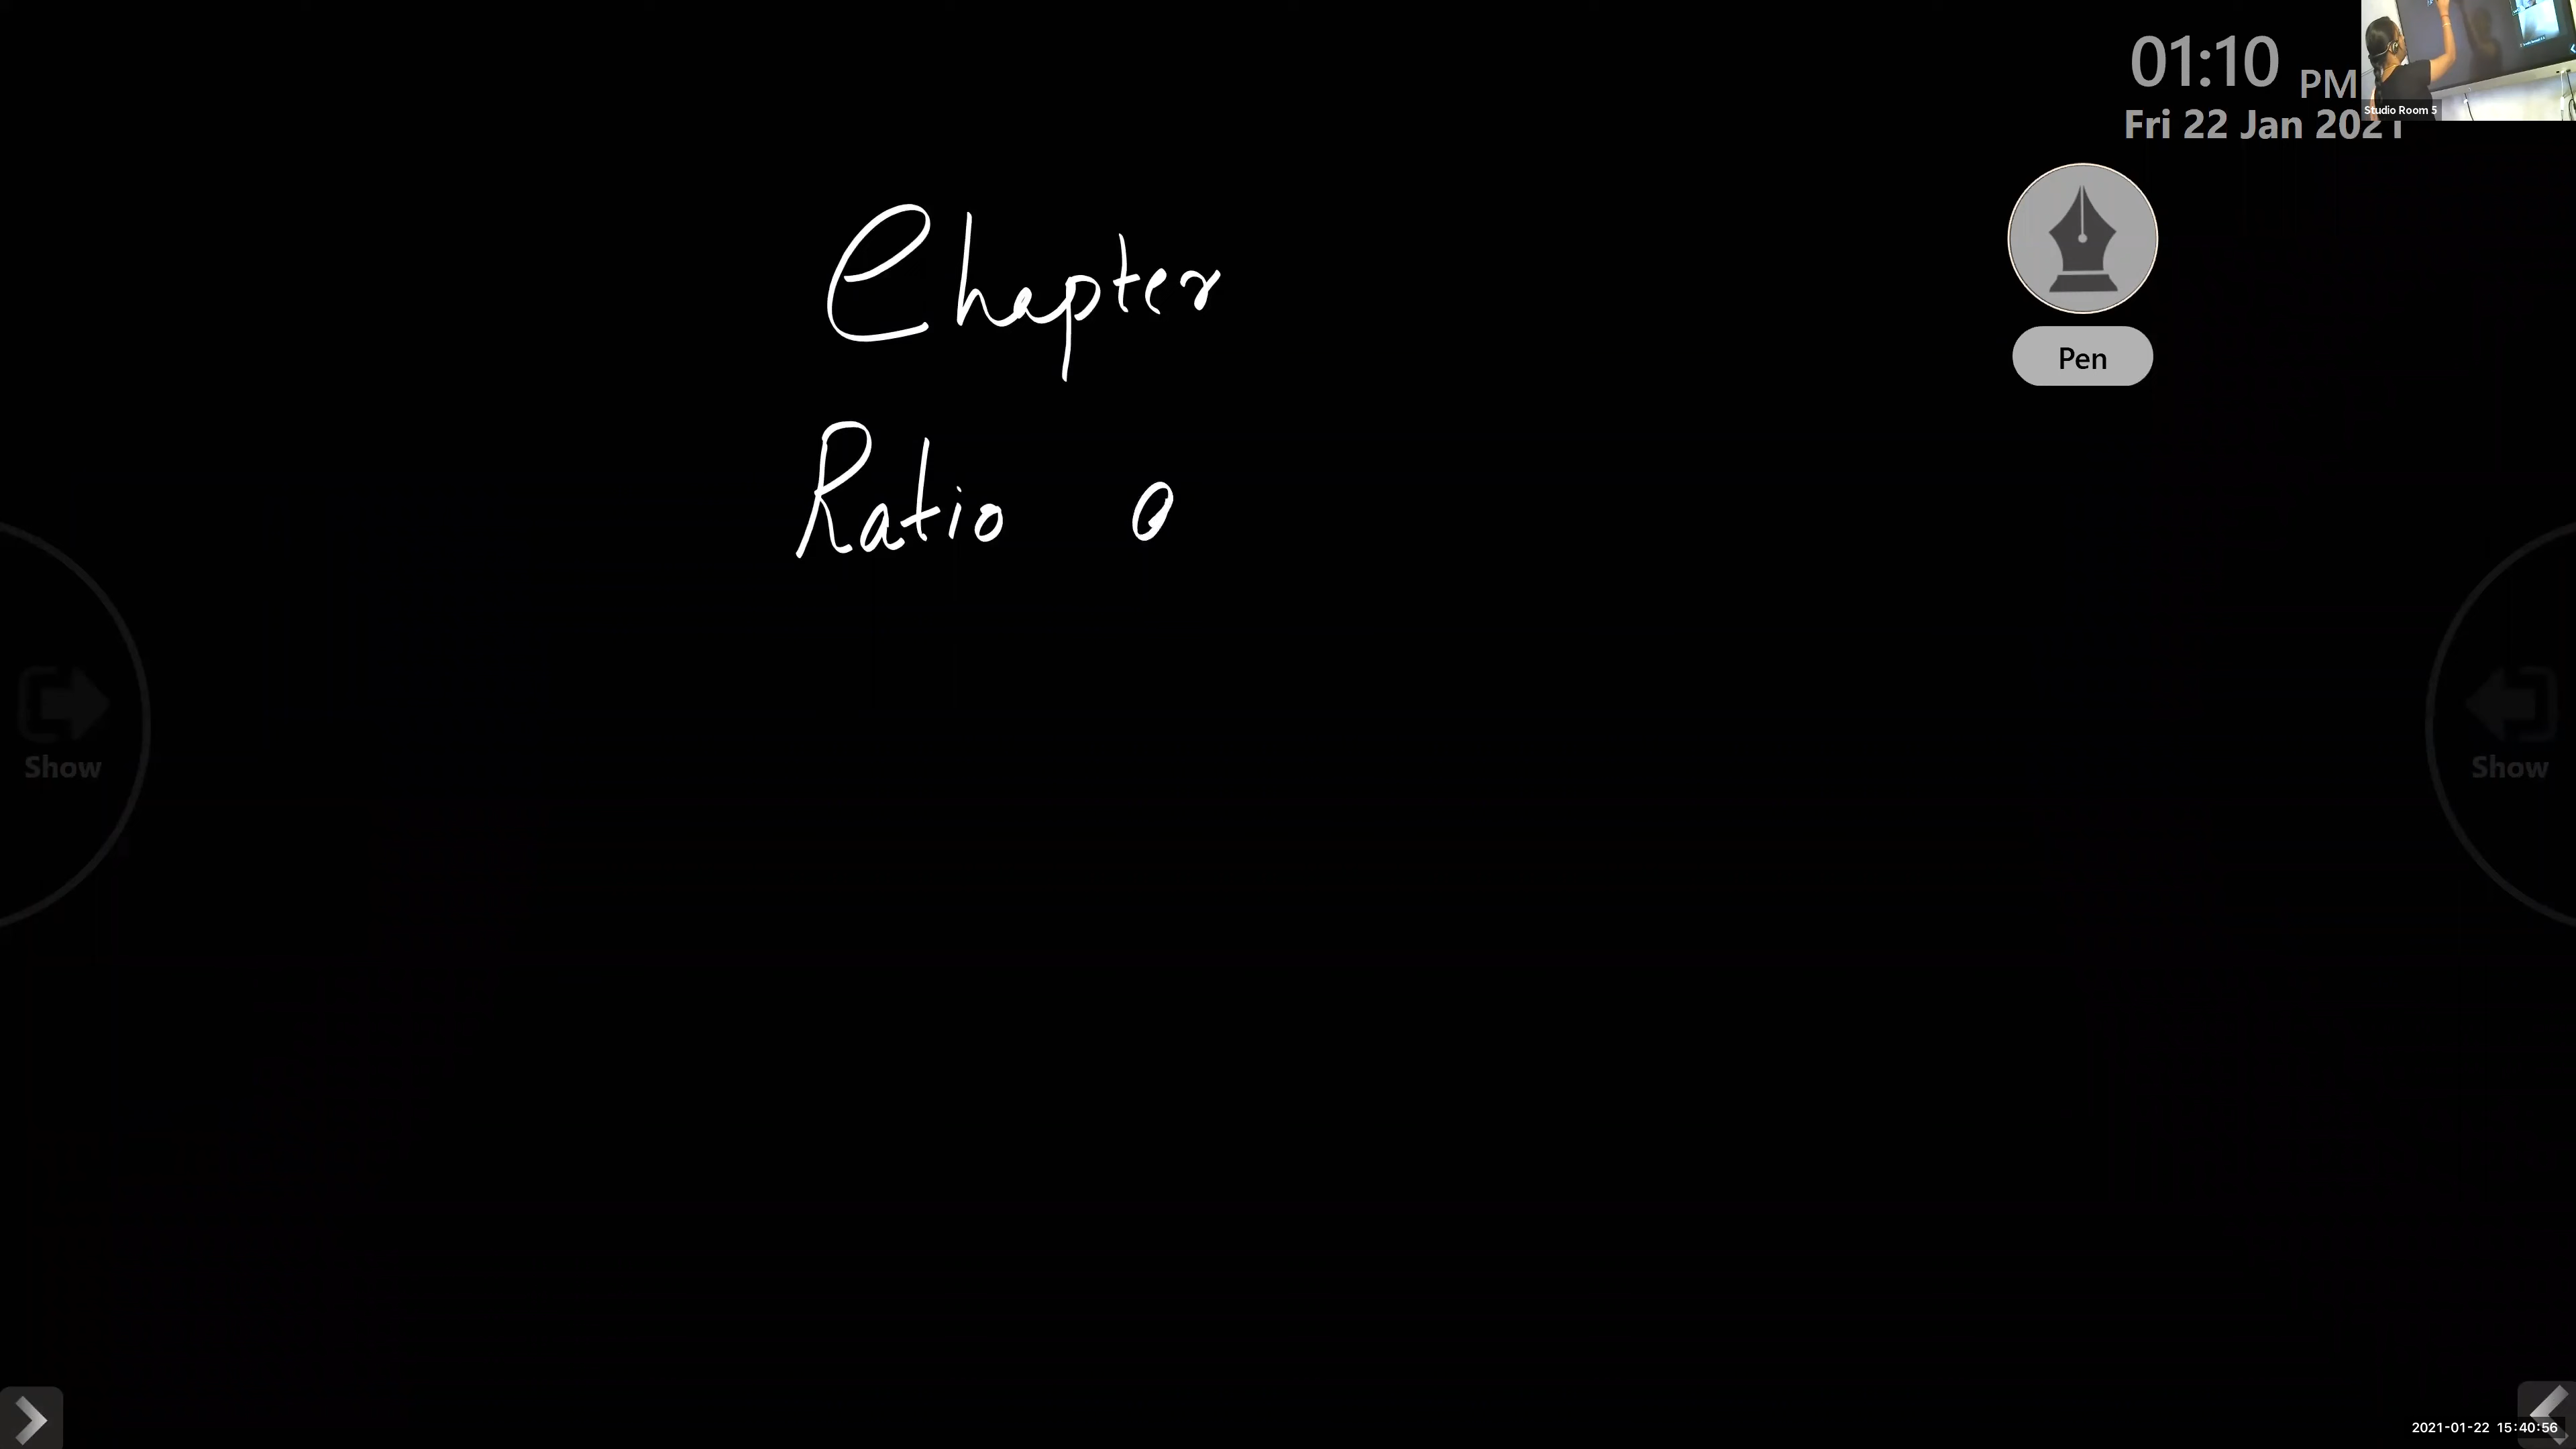 01:10 PM
Studio Room 5
Fri 22 Jan 2021
Chapter
Pen
Ratio
Show
Show
2021-01-22 15:40:56